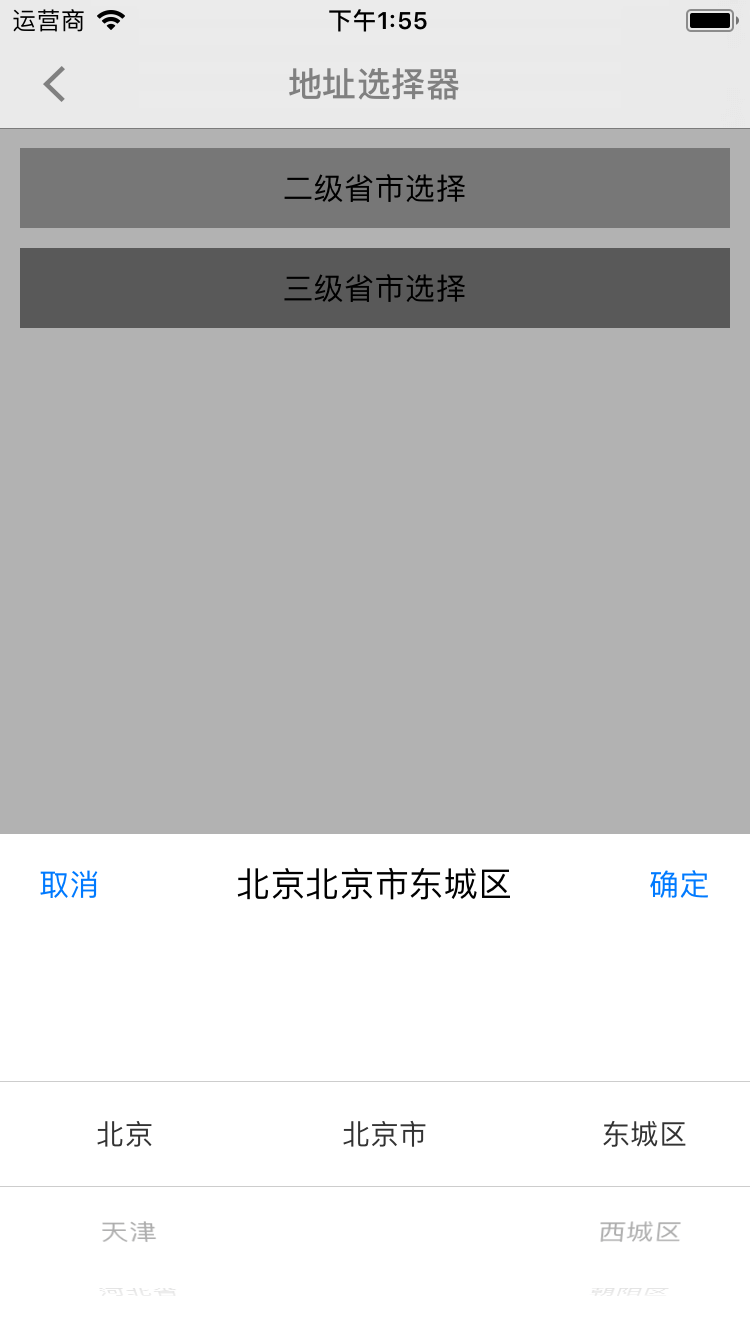 运营商 下午1:55
地址选择器
二级省市选择
三级省市选择
取消 北京北京市东城区 确定
北京 北京市 东城区
天津 西城区